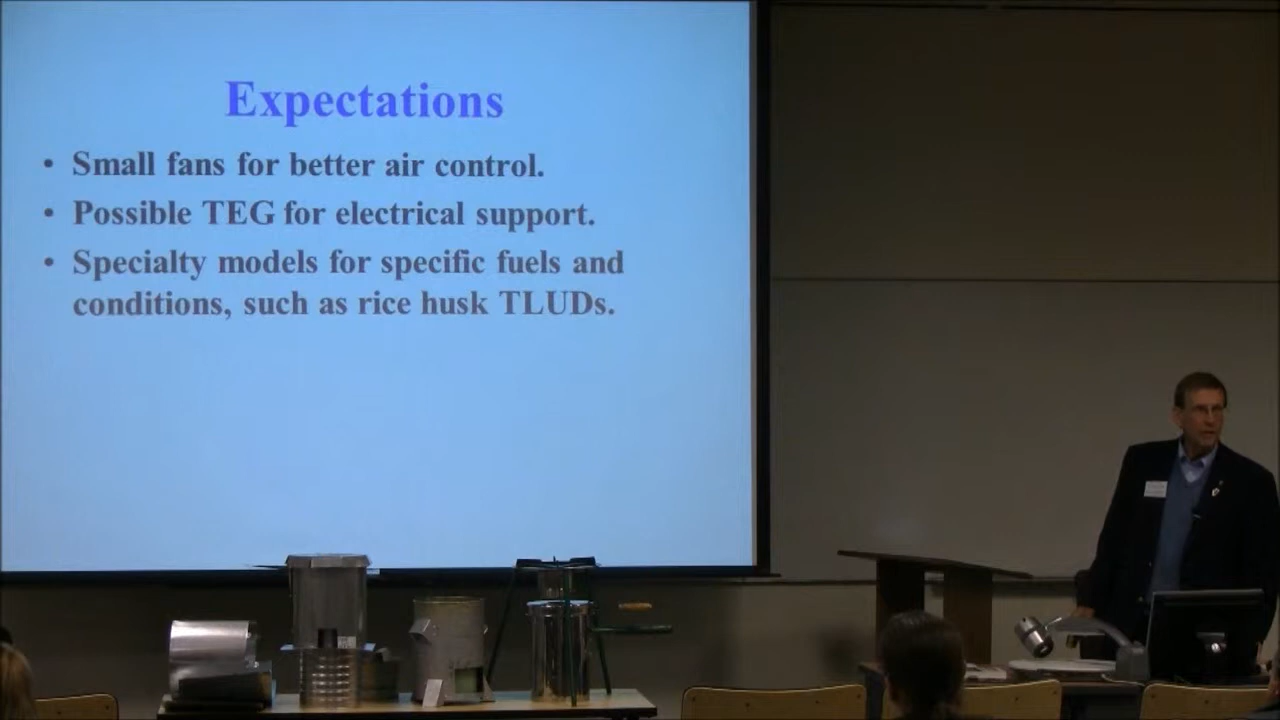 Expectations
• Small fans for better air control.
• Possible TEG for electrical support.
• Specialty models for specific fuels and
conditions, such as rice husk TLUDs.